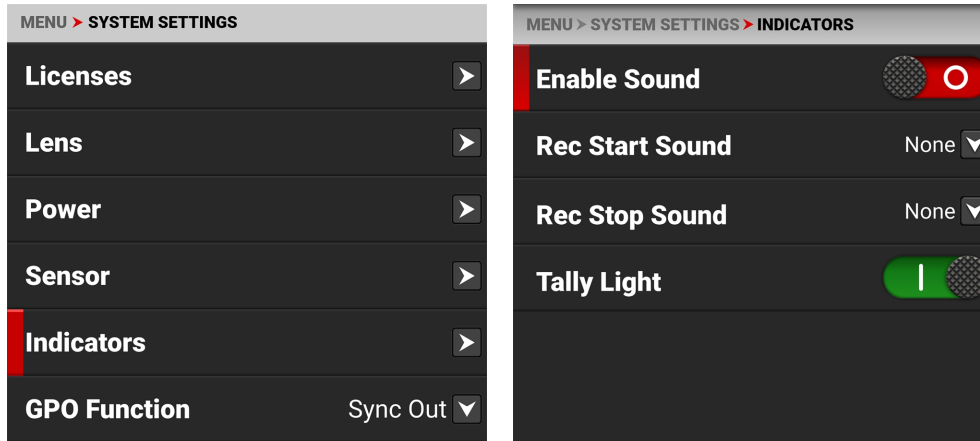 MENU > SYSTEM SETTINGS
Licenses
Lens
Power
Sensor
Indicators
GPO Function Sync Out
MENU > SYSTEM SETTINGS > INDICATORS
Enable Sound
Rec Start Sound None
Rec Stop Sound None
Tally Light